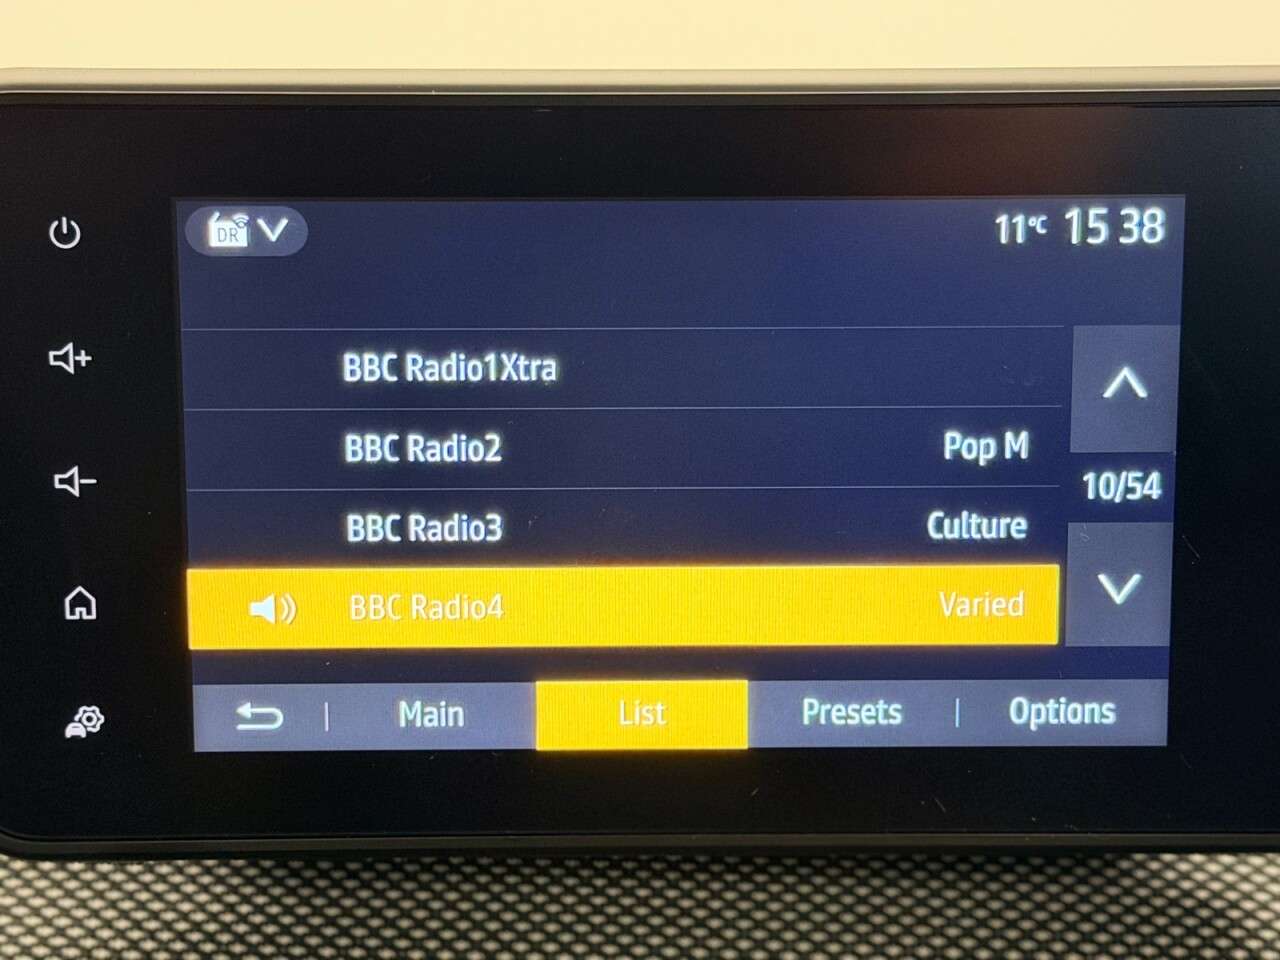 DR 11°C 15 38
BBC Radio1Xtra
BBC Radio2 Pop M
10/54
BBC Radio3 Culture
BBC Radio4 Varied
Main List Presets Options